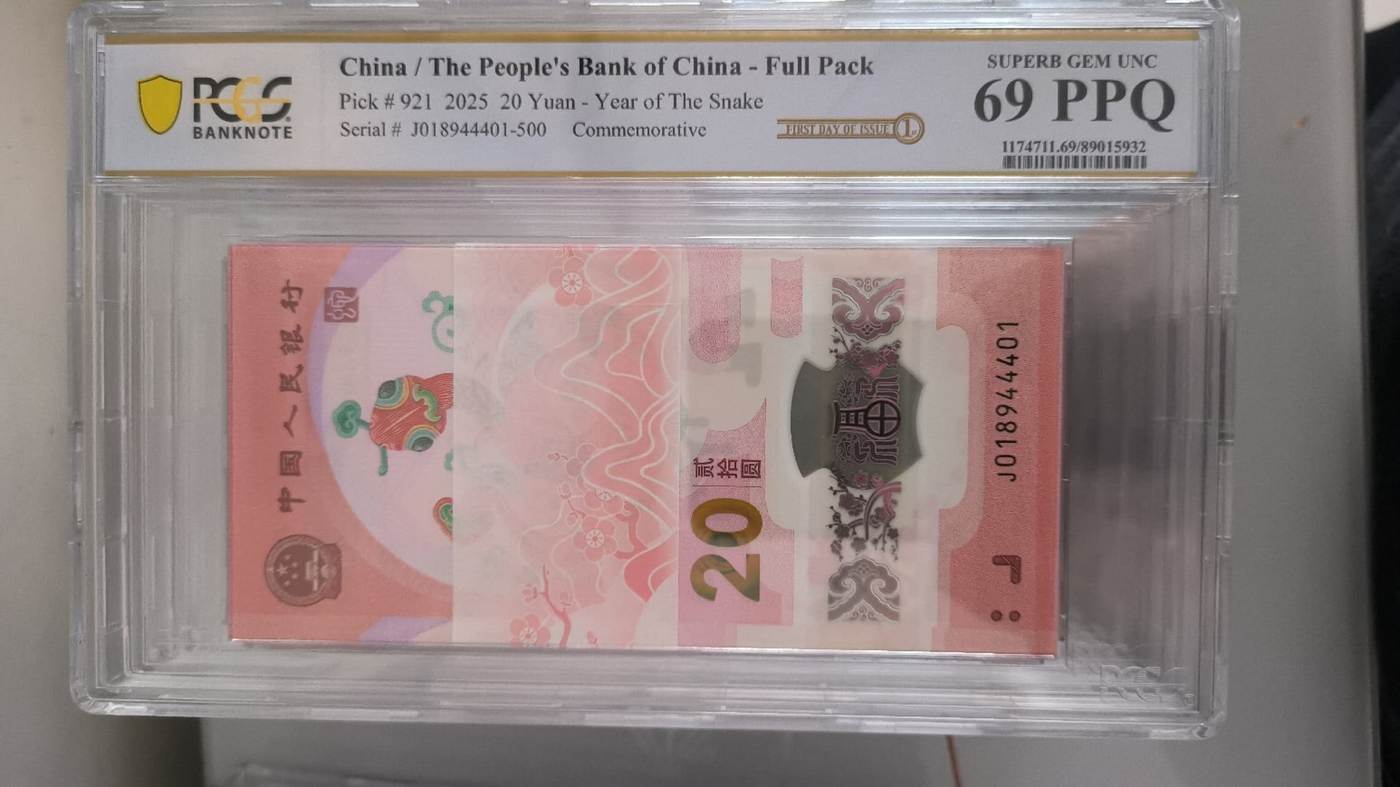 PCGS
BANKNOTE
China / The People's Bank of China - Full Pack
Pick # 921 2025 20 Yuan - Year of The Snake
Serial # J018944401-500 Commemorative
FIRST DAY OF ISSUE 1st
SUPERB GEM UNC
69 PPQ
1174711.69/89015932
中国人民银行
20
贰拾圆
J018944401
PCGS